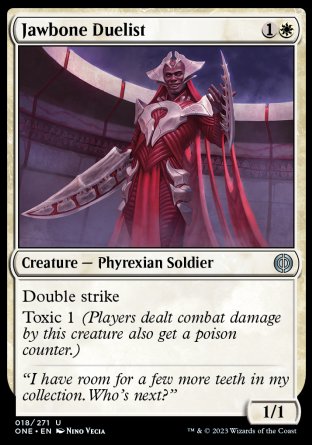 Jawbone Duelist 1
Creature — Phyrexian Soldier
Double strike
Toxic 1 (Players dealt combat damage
by this creature also get a poison
counter.)
“I have room for a few more teeth in my
collection. Who’s next?”
1/1
018/271 U
ONE • EN Nino Vecia
™ & © 2023 Wizards of the Coast